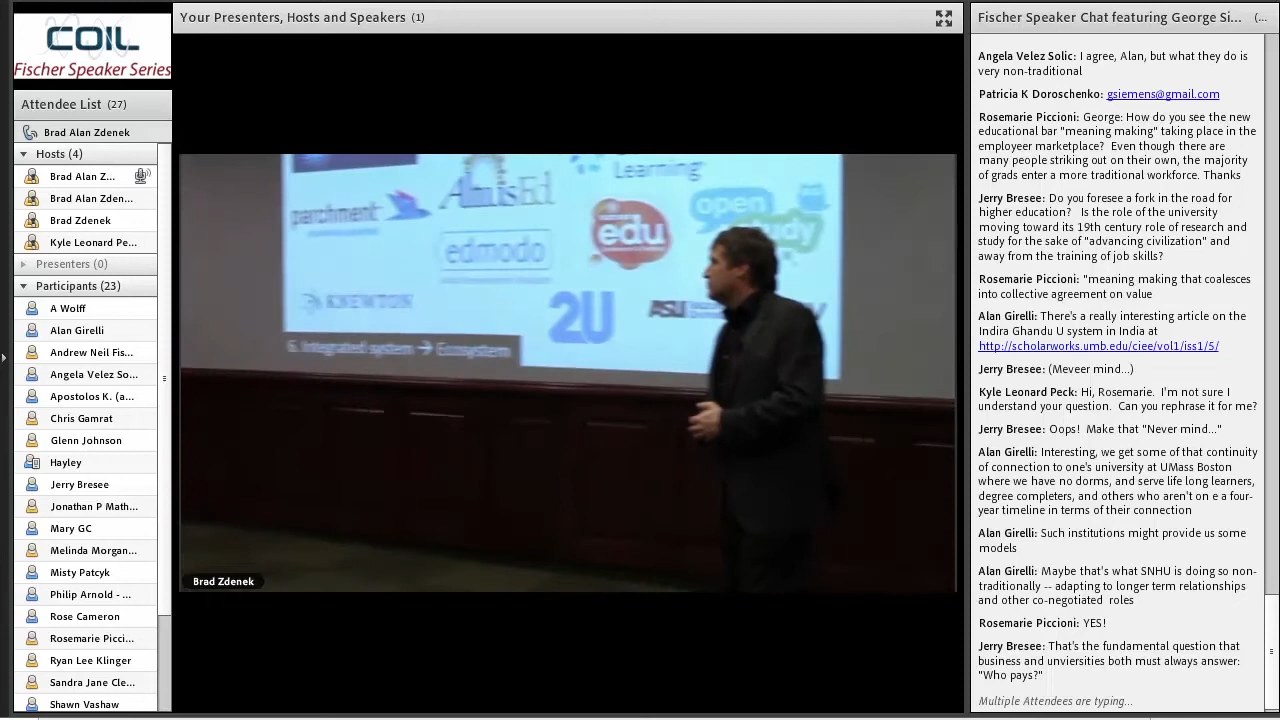 COIL
Fischer Speaker Series
Attendee List (27)
Brad Alan Zdenek
Hosts (4)
Brad Alan Z...
Brad Alan Zden...
Brad Zdenek
Kyle Leonard Pe...
Presenters (0)
Participants (23)
A Wolff
Alan Girelli
Andrew Neil Fis...
Angela Velez So...
Apostolos K. (a...
Chris Gamrat
Glenn Johnson
Hayley
Jerry Bresee
Jonathan P Math...
Mary GC
Melinda Morgan...
Misty Patcyk
Philip Arnold - ...
Rose Cameron
Rosemarie Picci...
Ryan Lee Klinger
Sandra Jane Cle...
Shawn Vashaw
Your Presenters, Hosts and Speakers (1)
Learning
AltiusEd
parchment
edmodo
edu
open
study
KNEWTON
2U
ASU
6. Integrated system → Ecosystem
Brad Zdenek
Fischer Speaker Chat featuring George Si... (...
Angela Velez Solic: I agree, Alan, but what they do is
very non-traditional
Patricia K Doroschenko: gsiemens@gmail.com
Rosemarie Piccioni: George: How do you see the new
educational bar "meaning making" taking place in the
employeer marketplace? Even though there are
many people striking out on their own, the majority
of grads enter a more traditional workforce. Thanks
Jerry Bresee: Do you foresee a fork in the road for
higher education? Is the role of the university
moving toward its 19th century role of research and
study for the sake of "advancing civilization" and
away from the training of job skills?
Rosemarie Piccioni: "meaning making that coalesces
into collective agreement on value
Alan Girelli: There's a really interesting article on the
Indira Ghandu U system in India at
http://scholarworks.umb.edu/ciee/vol1/iss1/5/
Jerry Bresee: (Meveer mind...)
Kyle Leonard Peck: Hi, Rosemarie. I'm not sure I
understand your question. Can you rephrase it for me?
Jerry Bresee: Oops! Make that "Never mind..."
Alan Girelli: Interesting, we get some of that continuity
of connection to one's university at UMass Boston
where we have no dorms, and serve life long learners,
degree completers, and others who aren't on e a four-
year timeline in terms of their connection
Alan Girelli: Such institutions might provide us some
models
Alan Girelli: Maybe that's what SNHU is doing so non-
traditionally -- adapting to longer term relationships
and other co-negotiated roles
Rosemarie Piccioni: YES!
Jerry Bresee: That's the fundamental question that
business and unviersities both must always answer:
"Who pays?"
Multiple Attendees are typing...